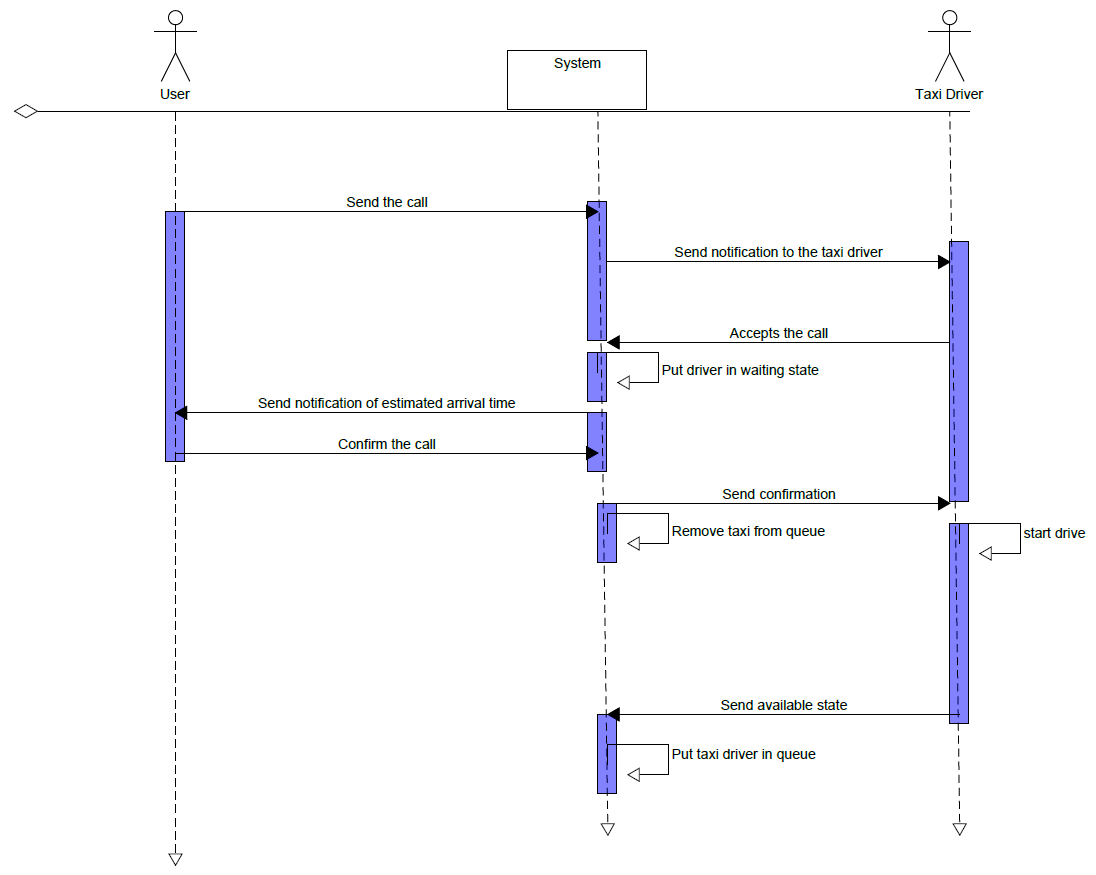 System
User
Taxi Driver
Send the call
Send notification to the taxi driver
Accepts the call
Put driver in waiting state
Send notification of estimated arrival time
Confirm the call
Send confirmation
Remove taxi from queue
start drive
Send available state
Put taxi driver in queue